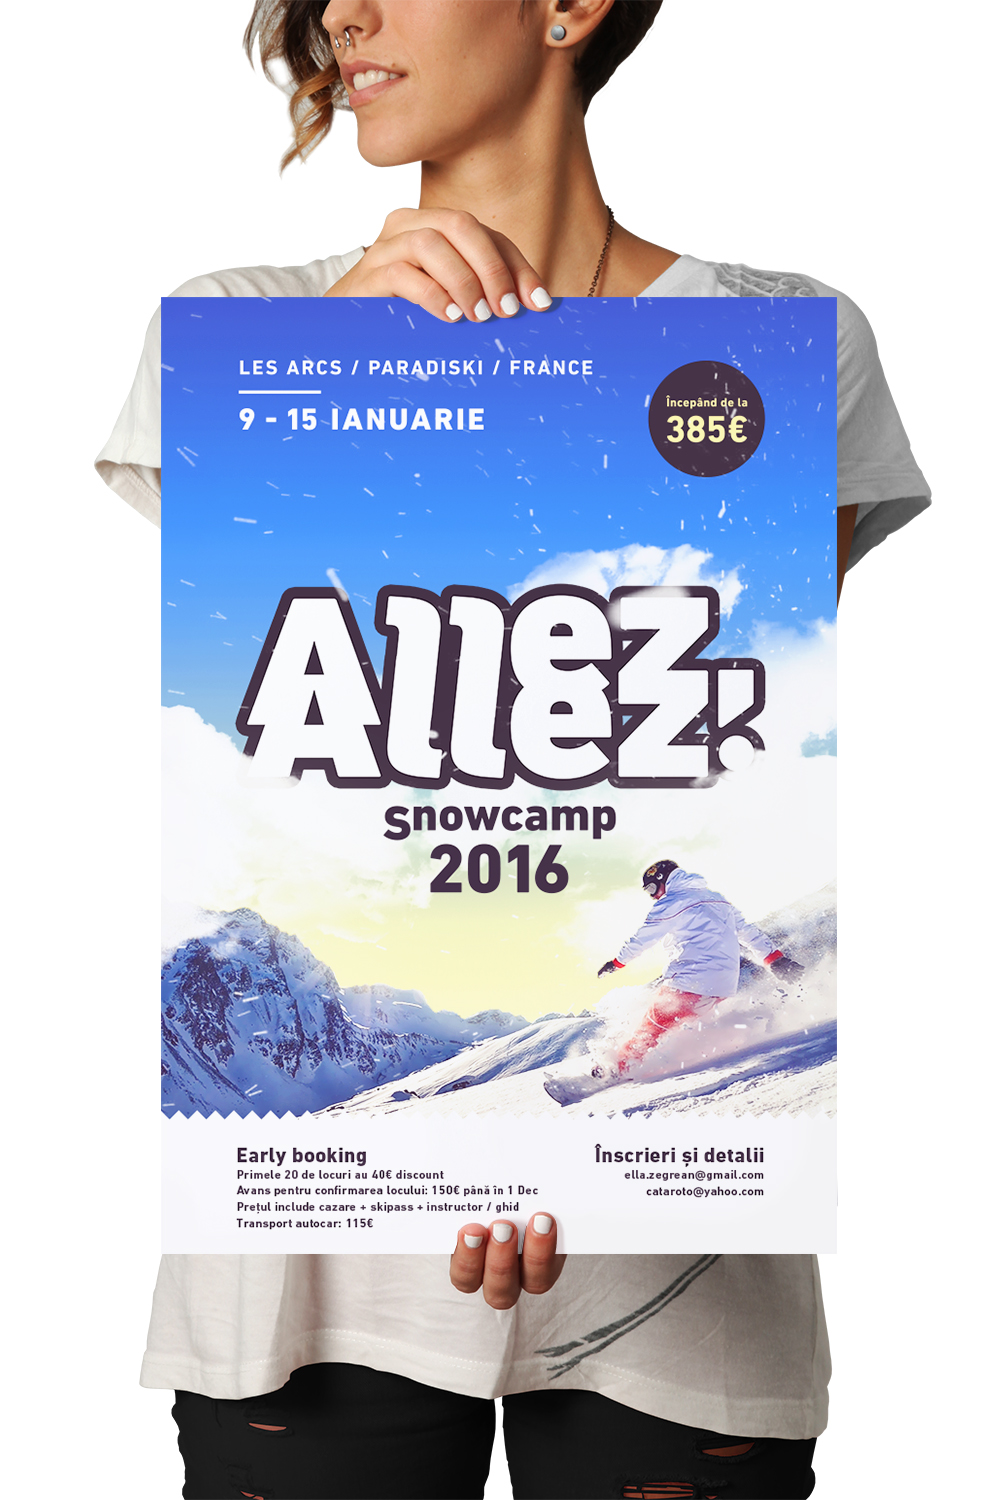 LES ARCS / PARADISKI / FRANCE
9 - 15 IANUARIE
Începând de la
385€
Allez!
snowcamp
2016
Early booking
Primele 20 de locuri au 40€ discount
Avans pentru confirmarea locului: 150€ până în 1 Dec
Prețul include cazare + skipass + instructor / ghid
Transport autocar: 115€
Înscrieri și detalii
ella.zegrean@gmail.com
cataroto@yahoo.com